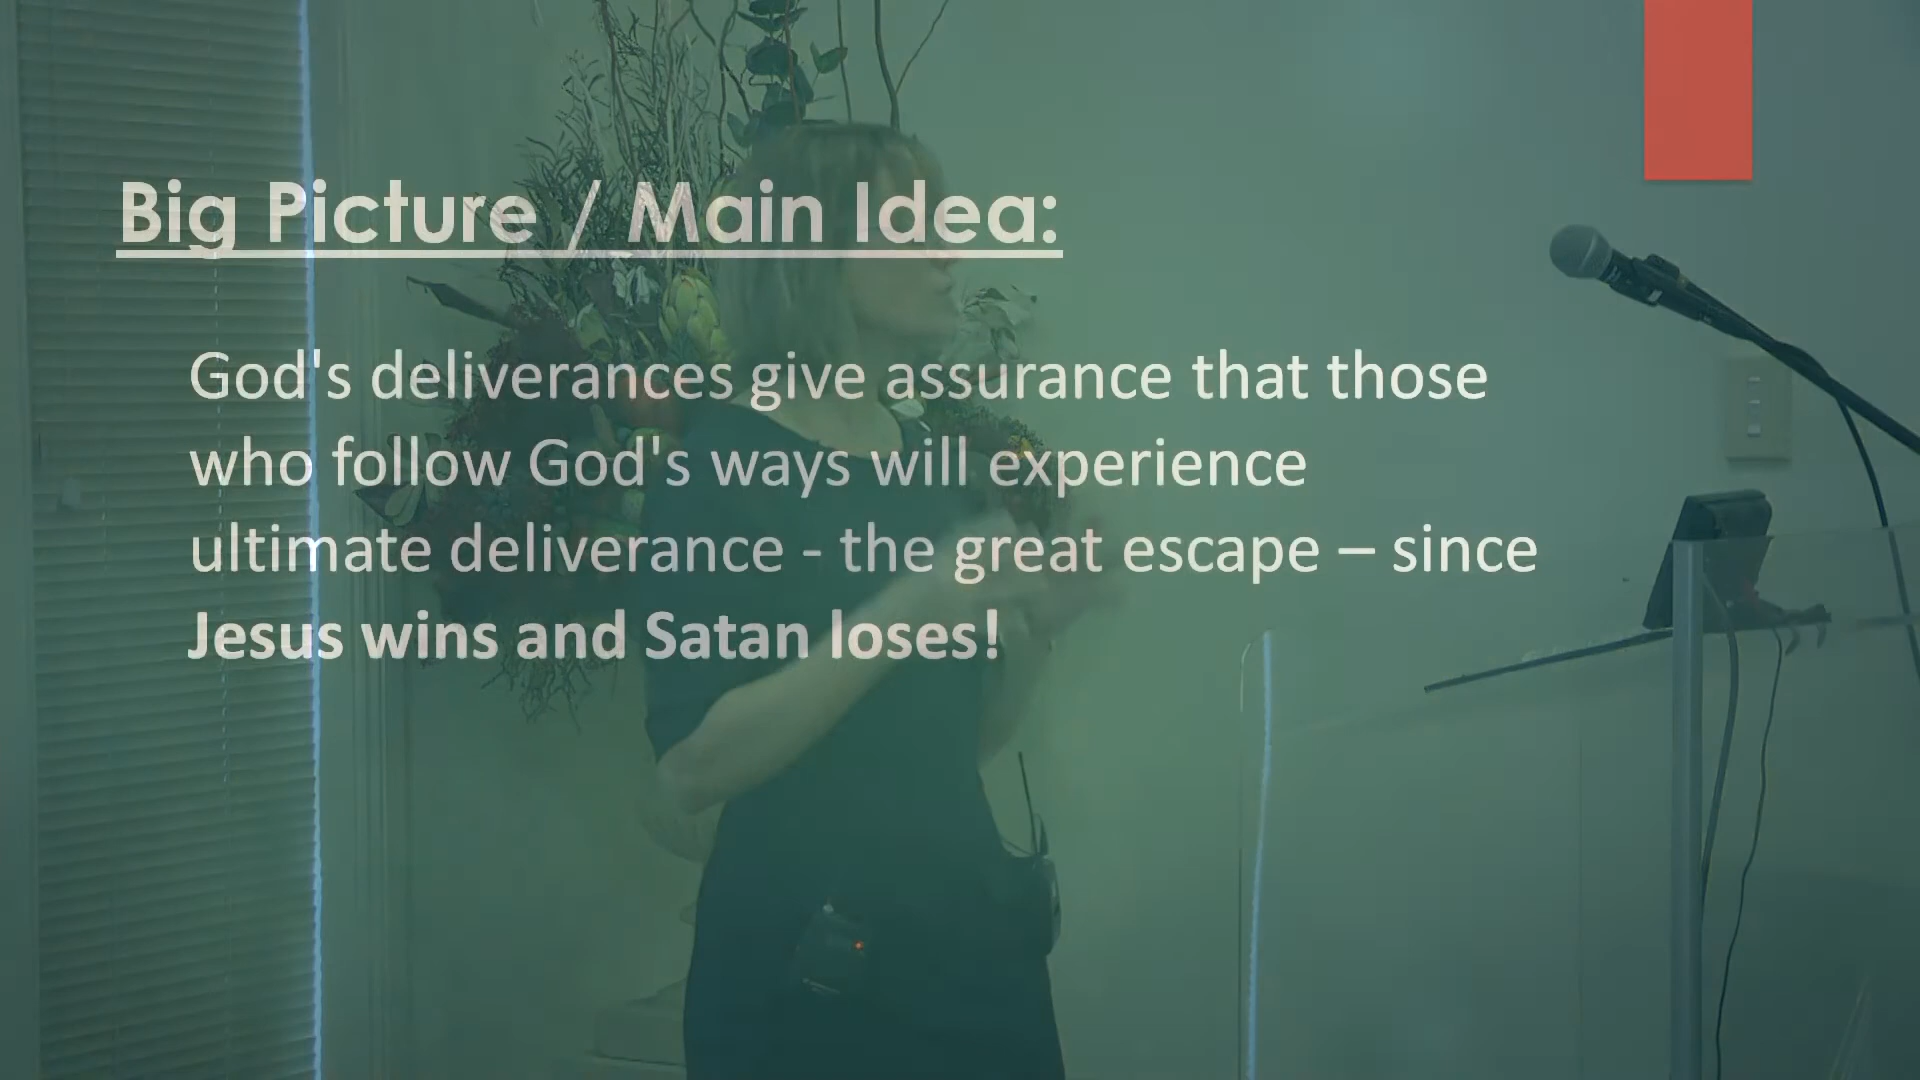 Big Picture / Main Idea:
God's deliverances give assurance that those
who follow God's ways will experience
ultimate deliverance - the great escape – since
Jesus wins and Satan loses!